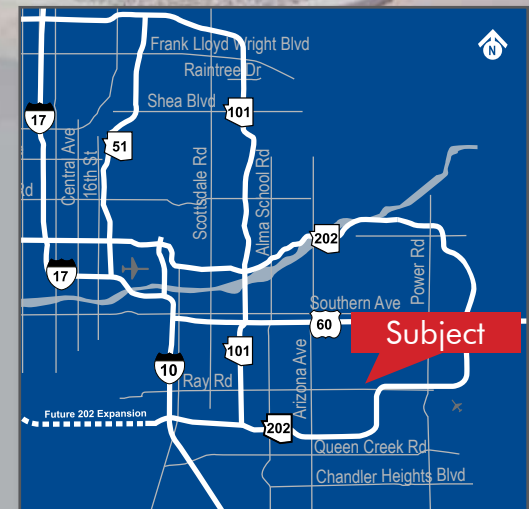 Frank Lloyd Wright Blvd
Raintree Dr
N
Shea Blvd
17
101
51
Central Ave
16th St
Scottsdale Rd
Alma School Rd
Rd
202
Power Rd
17
Southern Ave
60
Subject
101
Arizona Ave
10
Ray Rd
Future 202 Expansion
202
Queen Creek Rd
Chandler Heights Blvd